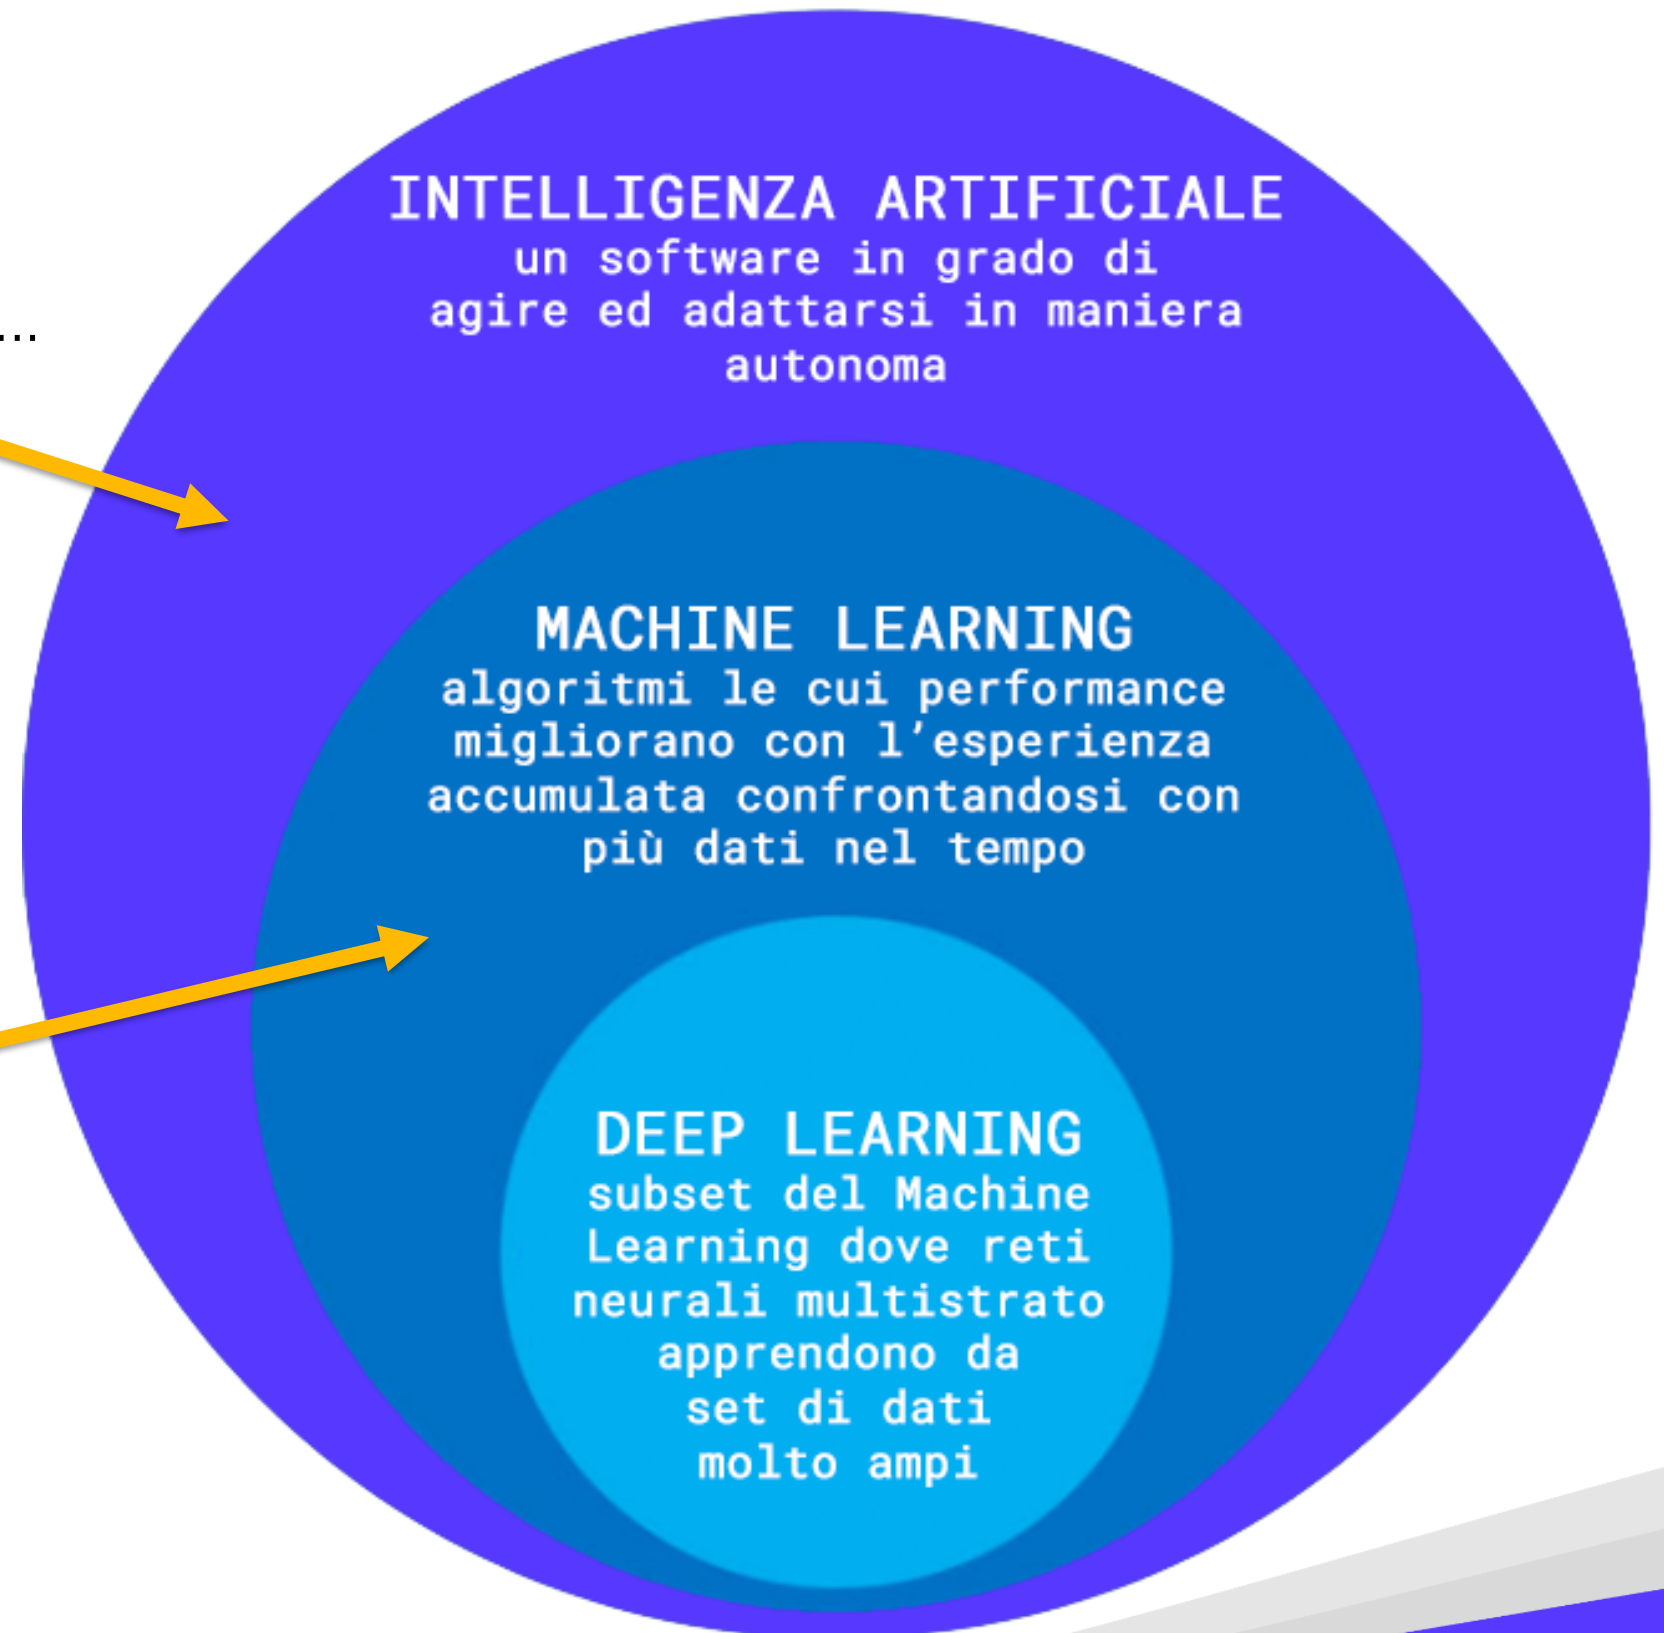 INTELLIGENZA ARTIFICIALE
un software in grado di
agire ed adattarsi in maniera
autonoma
...
MACHINE LEARNING
algoritmi le cui performance
migliorano con l'esperienza
accumulata confrontandosi con
più dati nel tempo
DEEP LEARNING
subset del Machine
Learning dove reti
neurali multistrato
apprendono da
set di dati
molto ampi